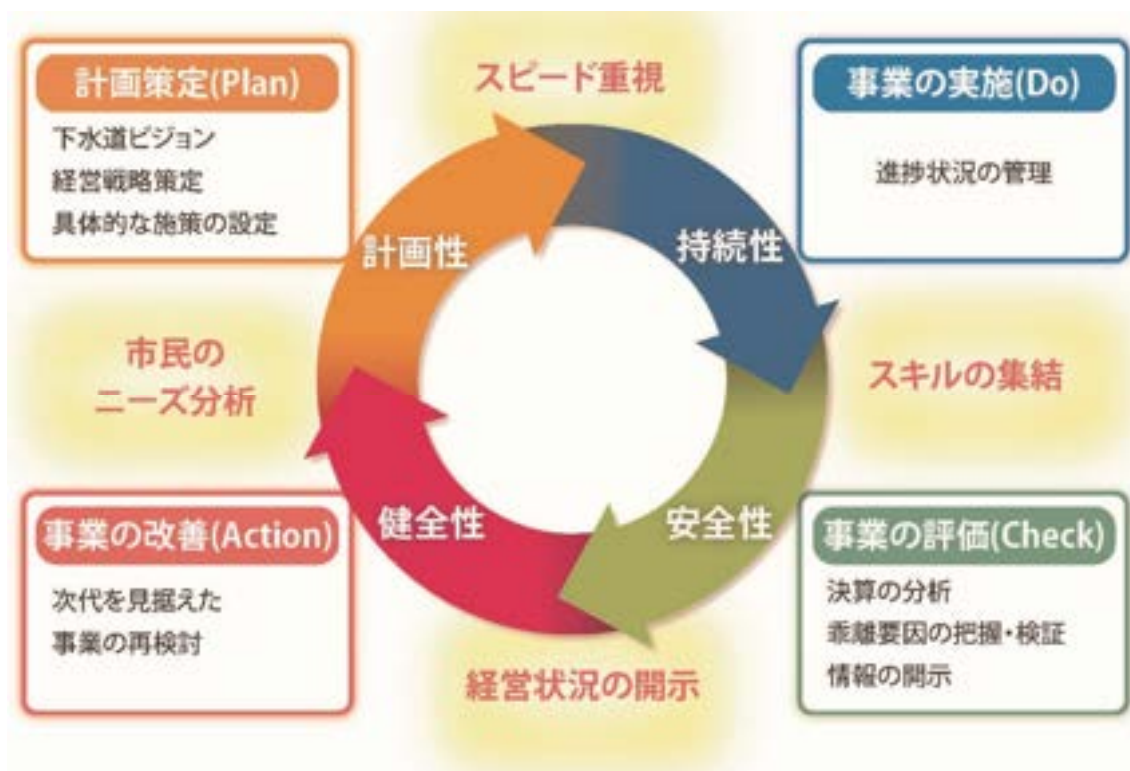 計画策定(Plan)
下水道ビジョン
経営戦略策定
具体的な施策の設定
スピード重視
事業の実施(Do)
進捗状況の管理
計画性
持続性
市民の
ニーズ分析
スキルの集結
健全性
安全性
事業の改善(Action)
次代を見据えた
事業の再検討
経営状況の開示
事業の評価(Check)
決算の分析
乖離要因の把握・検証
情報の開示